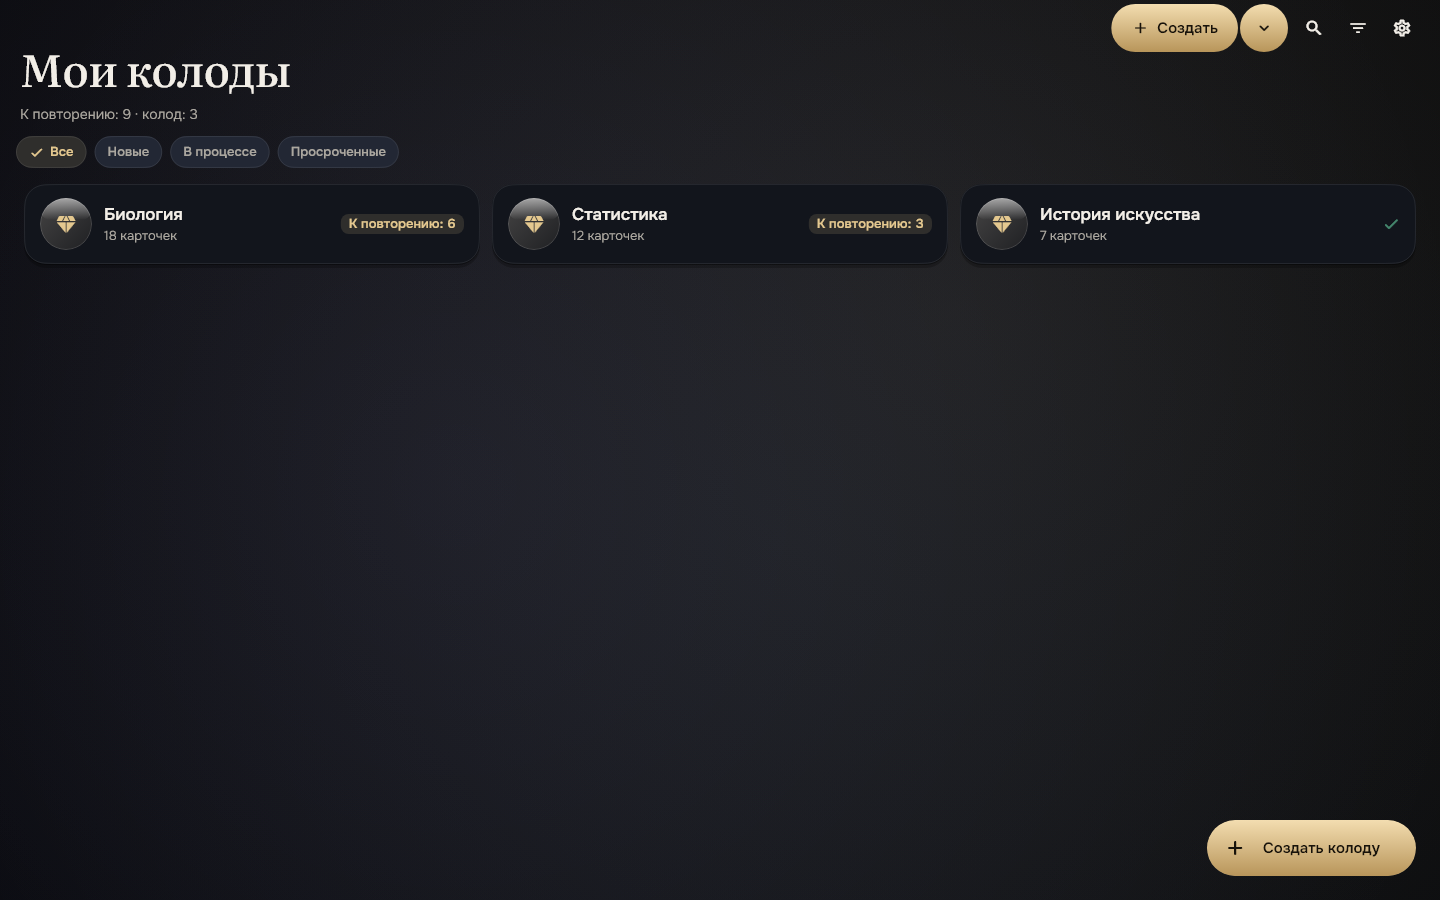 Создать
Мои колоды
К повторению: 9 · колод: 3
Все
Новые
В процессе
Просроченные
Биология
18 карточек
К повторению: 6
Статистика
12 карточек
К повторению: 3
История искусства
7 карточек
Создать колоду